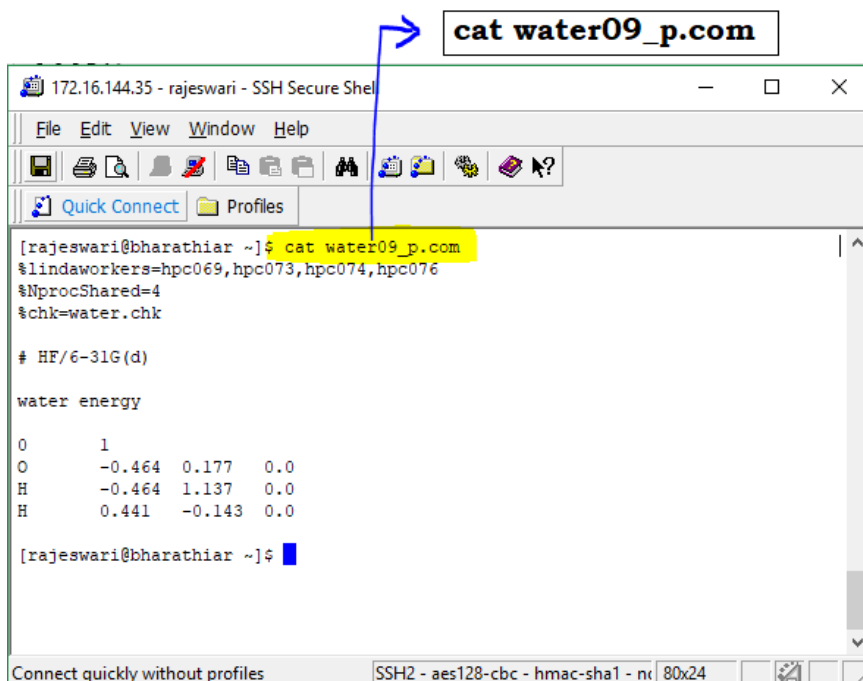 cat water09_p.com
172.16.144.35 - rajeswari - SSH Secure Shell
File Edit View Window Help
Quick Connect Profiles
[rajeswari@bharathiar ~]$ cat water09_p.com
%lindaworkers=hpc069,hpc073,hpc074,hpc076
%NprocShared=4
%chk=water.chk
# HF/6-31G(d)
water energy
0 1
O -0.464 0.177 0.0
H -0.464 1.137 0.0
H 0.441 -0.143 0.0
[rajeswari@bharathiar ~]$
Connect quickly without profiles SSH2 - aes128-cbc - hmac-sha1 - 80x24